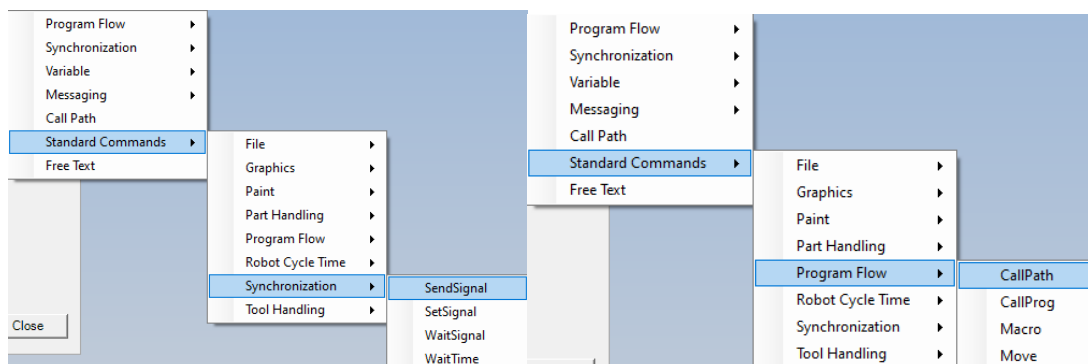 Program Flow
Synchronization
Variable
Messaging
Call Path
Standard Commands
Free Text
File
Graphics
Paint
Part Handling
Program Flow
Robot Cycle Time
Synchronization
Tool Handling
SendSignal
SetSignal
WaitSignal
WaitTime
Close
Program Flow
Synchronization
Variable
Messaging
Call Path
Standard Commands
Free Text
File
Graphics
Paint
Part Handling
Program Flow
Robot Cycle Time
Synchronization
Tool Handling
CallPath
CallProg
Macro
Move